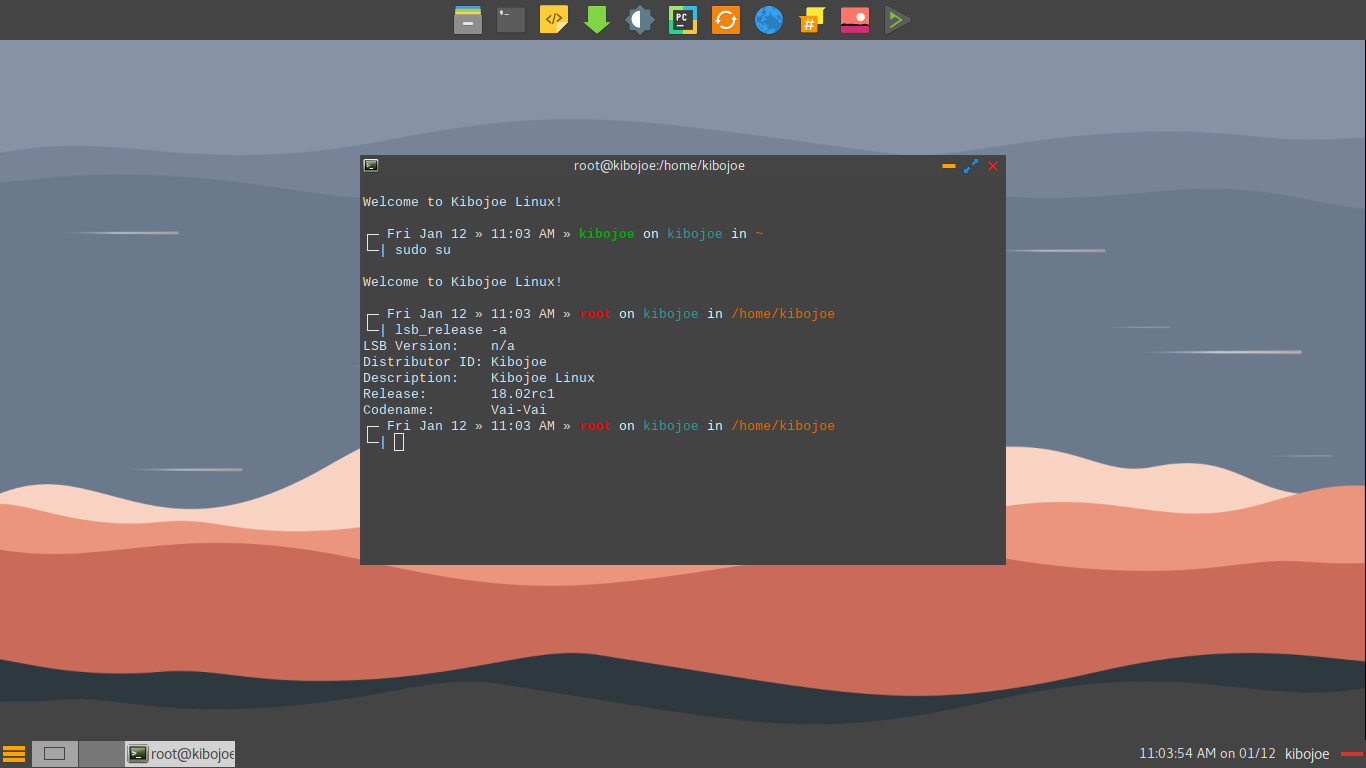 PC
#
root@kibojoe:/home/kibojoe
Welcome to Kibojoe Linux!
Fri Jan 12 » 11:03 AM » kibojoe on kibojoe in ~
| sudo su
Welcome to Kibojoe Linux!
Fri Jan 12 » 11:03 AM » root on kibojoe in /home/kibojoe
| lsb_release -a
LSB Version: n/a
Distributor ID: Kibojoe
Description: Kibojoe Linux
Release: 18.02rc1
Codename: Vai-Vai
Fri Jan 12 » 11:03 AM » root on kibojoe in /home/kibojoe
|
root@kibojoe
11:03:54 AM on 01/12 kibojoe